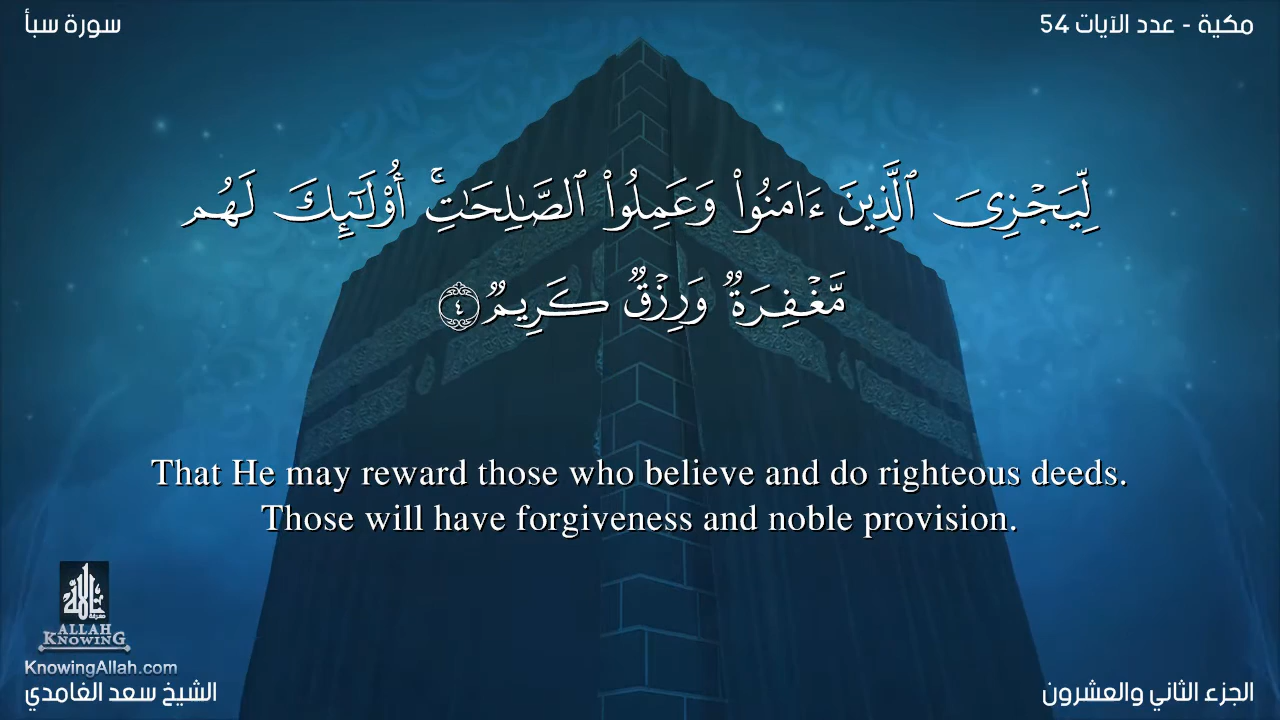 سورة سبأ
مكية - عدد الآيات 54
لِّيَجْزِىَ ٱلَّذِينَ ءَامَنُوا۟ وَعَمِلُوا۟ ٱلصَّـٰلِحَـٰتِ ۚ أُو۟لَـٰٓئِكَ لَهُم
مَّغْفِرَةٌ وَرِزْقٌ كَرِيمٌ ٤
That He may reward those who believe and do righteous deeds.
Those will have forgiveness and noble provision.
ALLAH
KNOWING
KnowingAllah.com
الشيخ سعد الغامدي
الجزء الثاني والعشرون